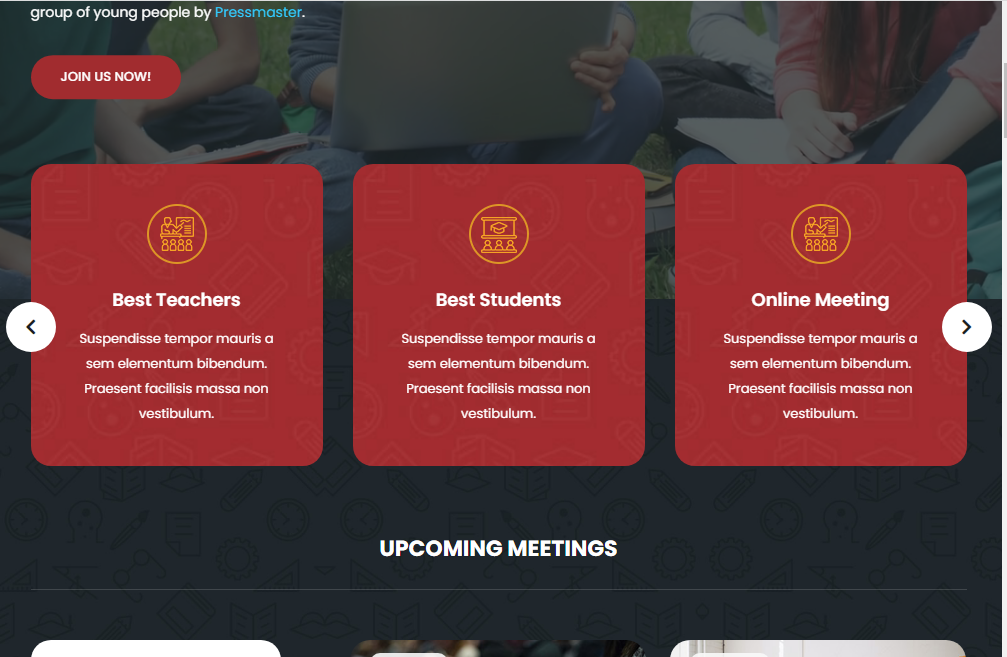 group of young people by Pressmaster.
JOIN US NOW!
Best Teachers
Suspendisse tempor mauris a
sem elementum bibendum.
Praesent facilisis massa non
vestibulum.
Best Students
Suspendisse tempor mauris a
sem elementum bibendum.
Praesent facilisis massa non
vestibulum.
Online Meeting
Suspendisse tempor mauris a
sem elementum bibendum.
Praesent facilisis massa non
vestibulum.
UPCOMING MEETINGS